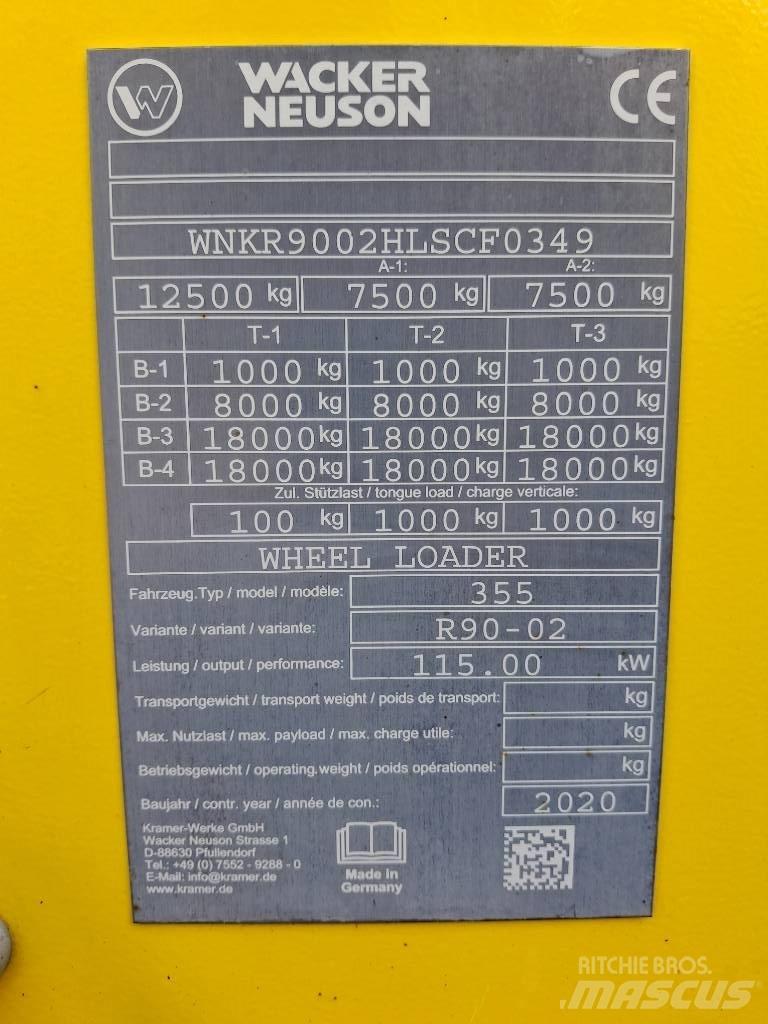 WACKER
NEUSON
CE
WNKR9002HLSCF0349
A-1: A-2:
12500 kg 7500 kg 7500 kg
T-1 T-2 T-3
B-1 1000 kg 1000 kg 1000 kg
B-2 8000 kg 8000 kg 8000 kg
B-3 18000 kg 18000 kg 18000 kg
B-4 18000 kg 18000 kg 18000 kg
Zul. Stützlast / tongue load / charge verticale:
100 kg 1000 kg 1000 kg
WHEEL LOADER
Fahrzeug.Typ / model / modèle: 355
Variante / variant / variante: R90-02
Leistung / output / performance: 115.00 kW
Transportgewicht / transport weight / poids de transport: kg
Max. Nutzlast / max. payload / max. charge utile: kg
Betriebsgewicht / operating.weight / poids opérationnel: kg
Baujahr / contr. year / année de con.: 2020
Kramer-Werke GmbH
Wacker Neuson Strasse 1
D-88630 Pfullendorf
Tel.: +49 (0) 7552 - 9288 - 0
E-Mail: info@kramer.de
www.kramer.de
Made in
Germany
RITCHIE BROS.
MASCUS